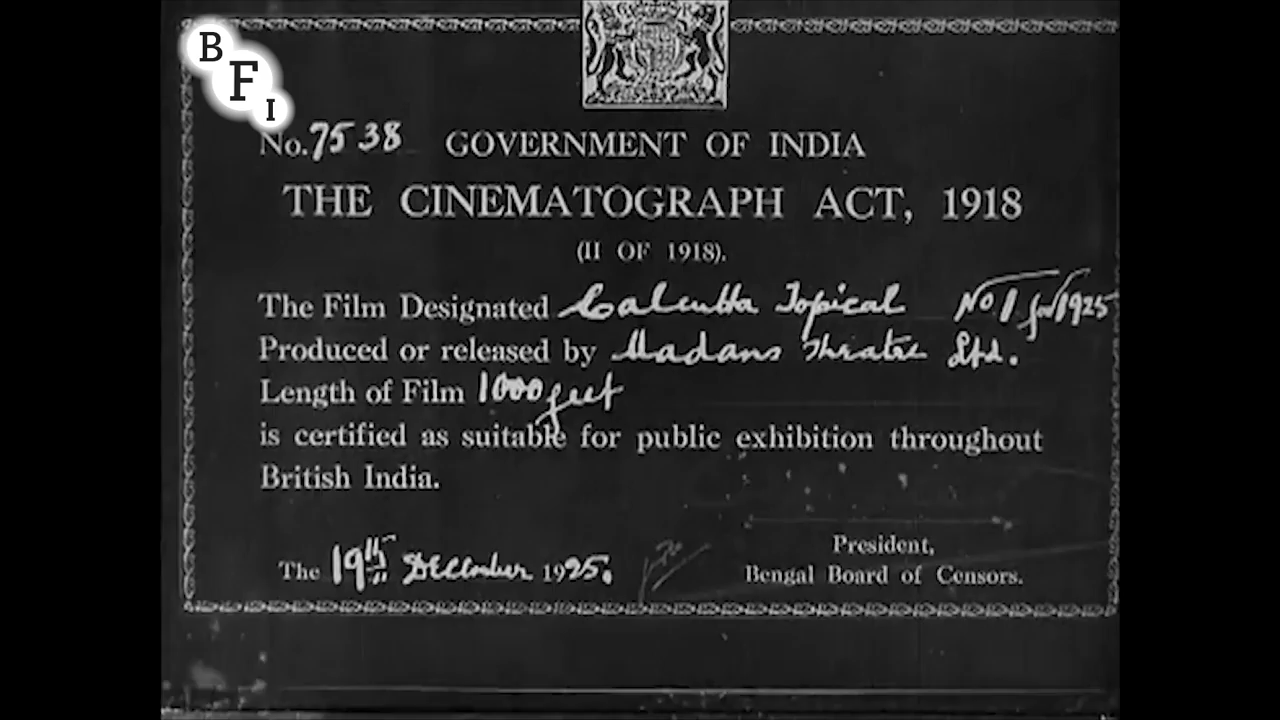 BFI
No. 7538 GOVERNMENT OF INDIA
THE CINEMATOGRAPH ACT, 1918
(II OF 1918).
The Film Designated Calcutta Topical No 1 for 1925
Produced or released by Madans Theatre Ltd.
Length of Film 1000 feet
is certified as suitable for public exhibition throughout
British India.
The 19th December 1925.
President,
Bengal Board of Censors.